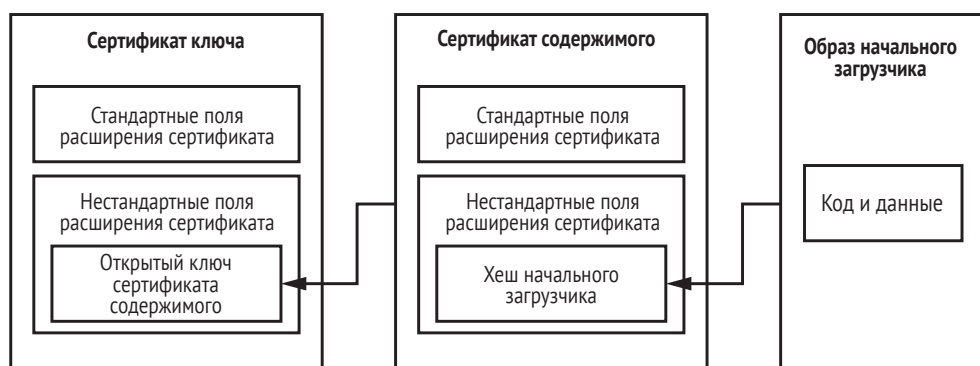 Сертификат ключа
Стандартные поля
расширения сертификата
Нестандартные поля
расширения сертификата
Открытый ключ
сертификата
содержимого
Сертификат содержимого
Стандартные поля
расширения сертификата
Нестандартные поля
расширения сертификата
Хеш начального
загрузчика
Образ начального
загрузчика
Код и данные